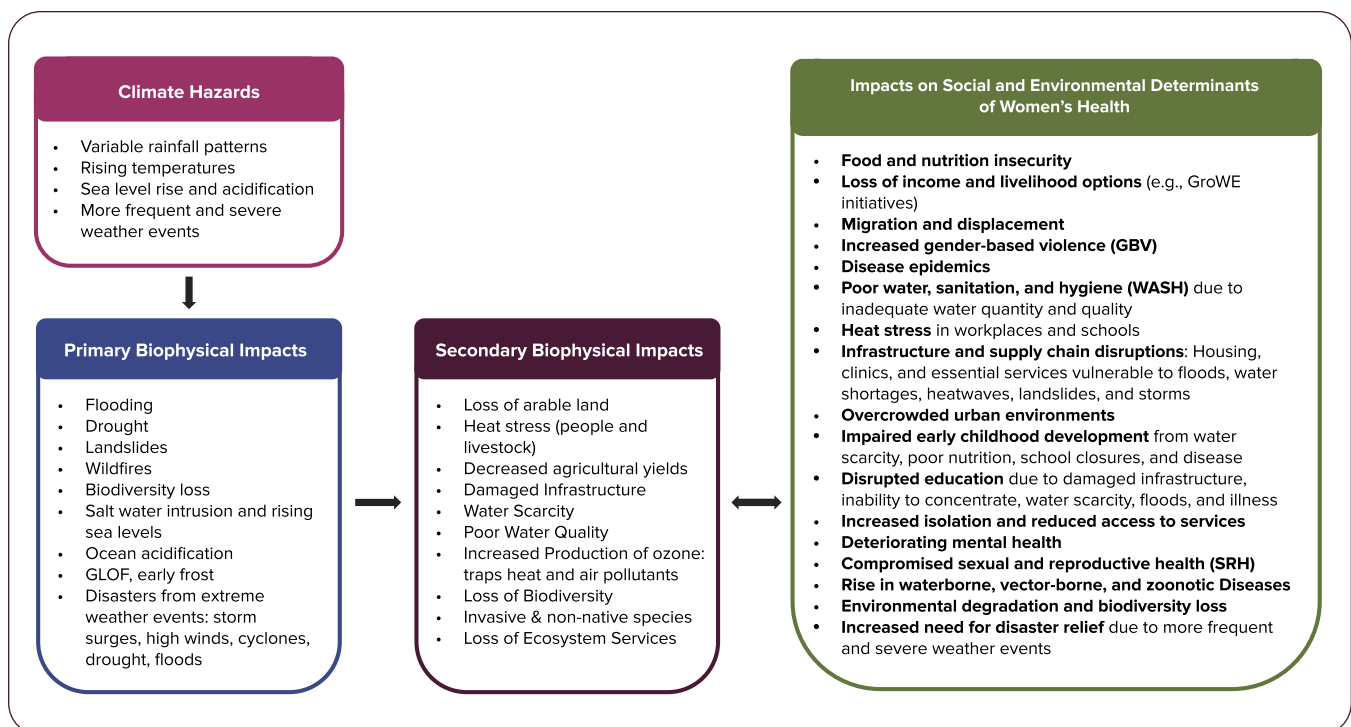 Climate Hazards
• Variable rainfall patterns
• Rising temperatures
• Sea level rise and acidification
• More frequent and severe
weather events
Primary Biophysical Impacts
• Flooding
• Drought
• Landslides
• Wildfires
• Biodiversity loss
• Salt water intrusion and rising
sea levels
• Ocean acidification
• GLOF, early frost
• Disasters from extreme
weather events: storm
surges, high winds, cyclones,
drought, floods
Secondary Biophysical Impacts
• Loss of arable land
• Heat stress (people and
livestock)
• Decreased agricultural yields
• Damaged Infrastructure
• Water Scarcity
• Poor Water Quality
• Increased Production of ozone:
traps heat and air pollutants
• Loss of Biodiversity
• Invasive & non-native species
• Loss of Ecosystem Services
Impacts on Social and Environmental Determinants
of Women's Health
• Food and nutrition insecurity
• Loss of income and livelihood options (e.g., GroWE
initiatives)
• Migration and displacement
• Increased gender-based violence (GBV)
• Disease epidemics
• Poor water, sanitation, and hygiene (WASH) due to
inadequate water quantity and quality
• Heat stress in workplaces and schools
• Infrastructure and supply chain disruptions: Housing,
clinics, and essential services vulnerable to floods, water
shortages, heatwaves, landslides, and storms
• Overcrowded urban environments
• Impaired early childhood development from water
scarcity, poor nutrition, school closures, and disease
• Disrupted education due to damaged infrastructure,
inability to concentrate, water scarcity, floods, and illness
• Increased isolation and reduced access to services
• Deteriorating mental health
• Compromised sexual and reproductive health (SRH)
• Rise in waterborne, vector-borne, and zoonotic Diseases
• Environmental degradation and biodiversity loss
• Increased need for disaster relief due to more frequent
and severe weather events